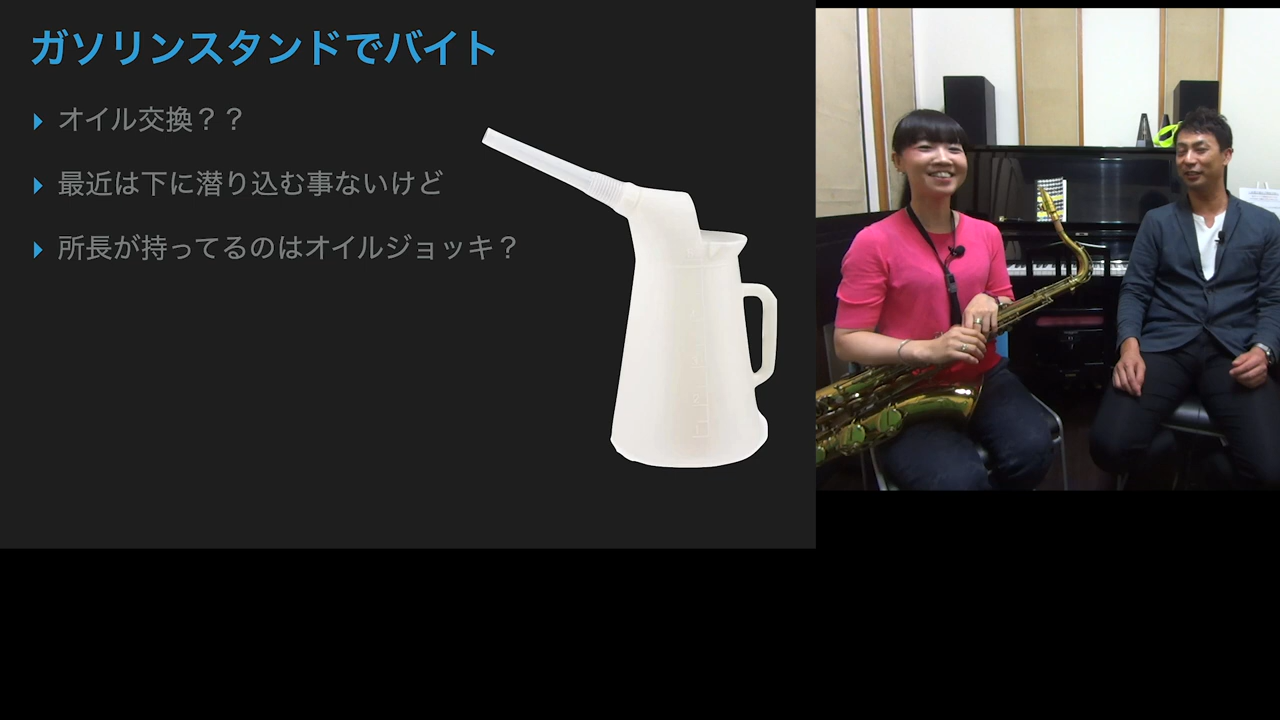 ガソリンスタンドでバイト
オイル交換？？
最近は下に潜り込む事ないけど
所長が持ってるのはオイルジョッキ？